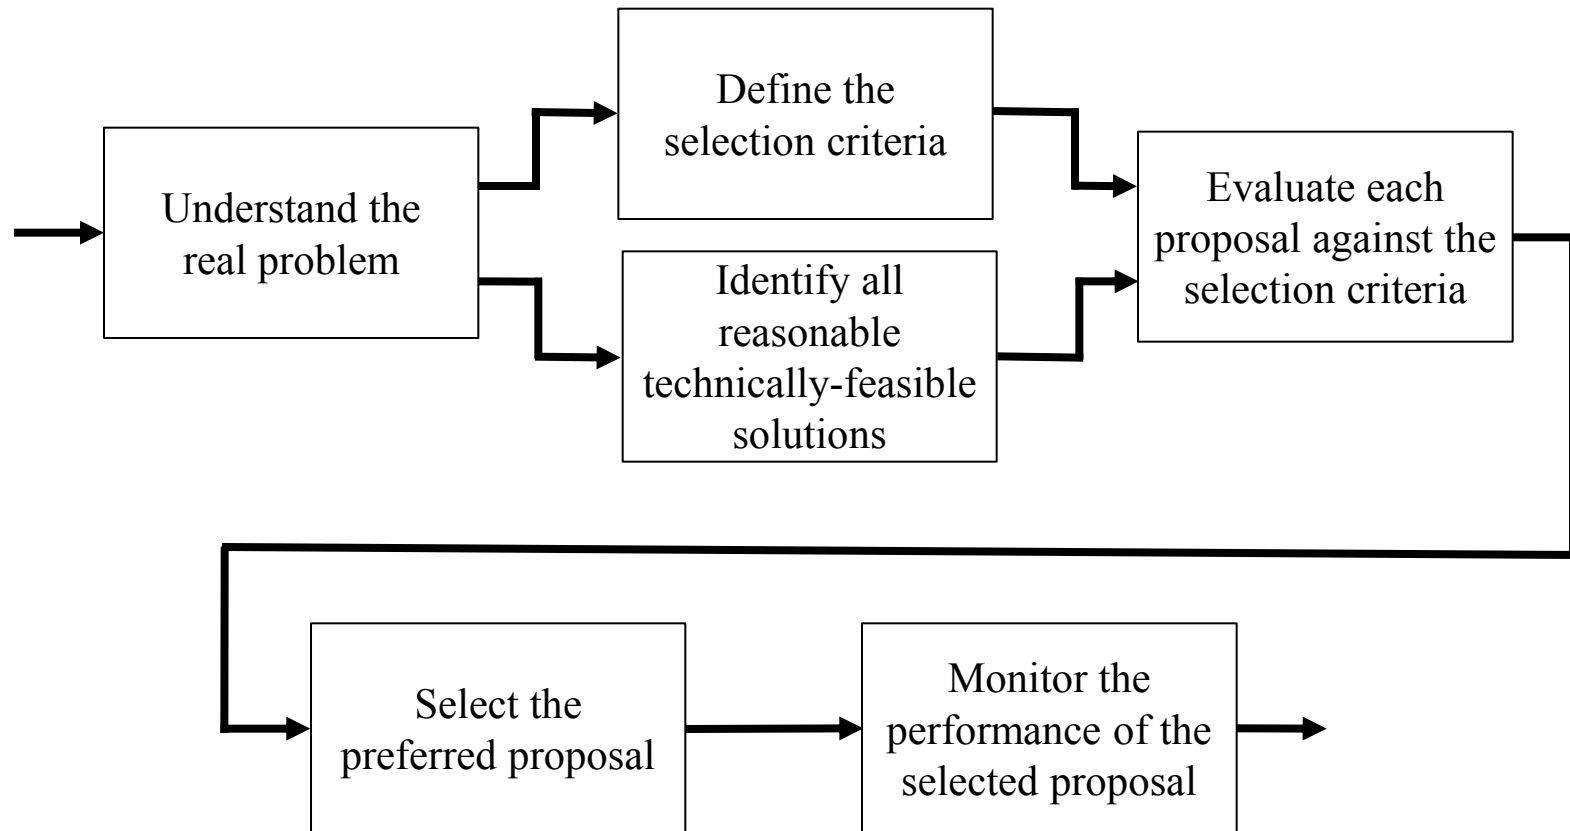 Define the
selection criteria
Understand the
real problem
Evaluate each
proposal against the
selection criteria
Identify all
reasonable
technically-feasible
solutions
Select the
preferred proposal
Monitor the
performance of the
selected proposal